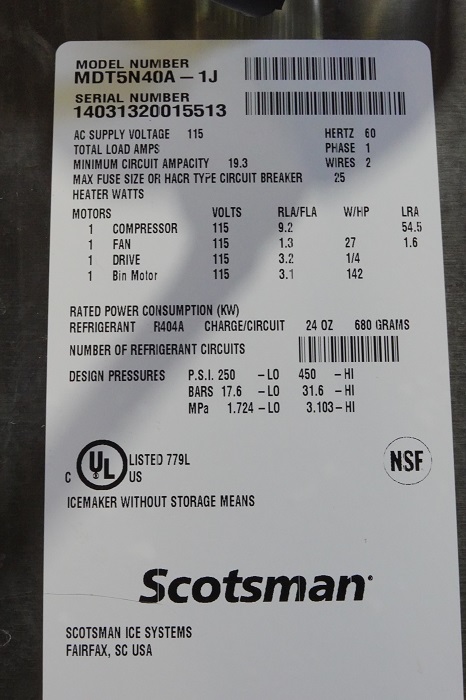 MODEL NUMBER
MDT5N40A-1J
SERIAL NUMBER
14031320015513
AC SUPPLY VOLTAGE 115 HERTZ 60
TOTAL LOAD AMPS PHASE 1
MINIMUM CIRCUIT AMPACITY 19.3 WIRES 2
MAX FUSE SIZE OR HACR TYPE CIRCUIT BREAKER 25
HEATER WATTS
MOTORS VOLTS RLA/FLA W/HP LRA
1 COMPRESSOR 115 9.2 54.5
1 FAN 115 1.3 27 1.6
1 DRIVE 115 3.2 1/4
1 Bin Motor 115 3.1 142
RATED POWER CONSUMPTION (KW)
REFRIGERANT R404A CHARGE/CIRCUIT 24 OZ 680 GRAMS
NUMBER OF REFRIGERANT CIRCUITS
DESIGN PRESSURES P.S.I. 250 -LO 450 -HI
BARS 17.6 -LO 31.6 -HI
MPa 1.724 -LO 3.103-HI
C UL LISTED 779L
US
NSF
ICEMAKER WITHOUT STORAGE MEANS
Scotsman
SCOTSMAN ICE SYSTEMS
FAIRFAX, SC USA